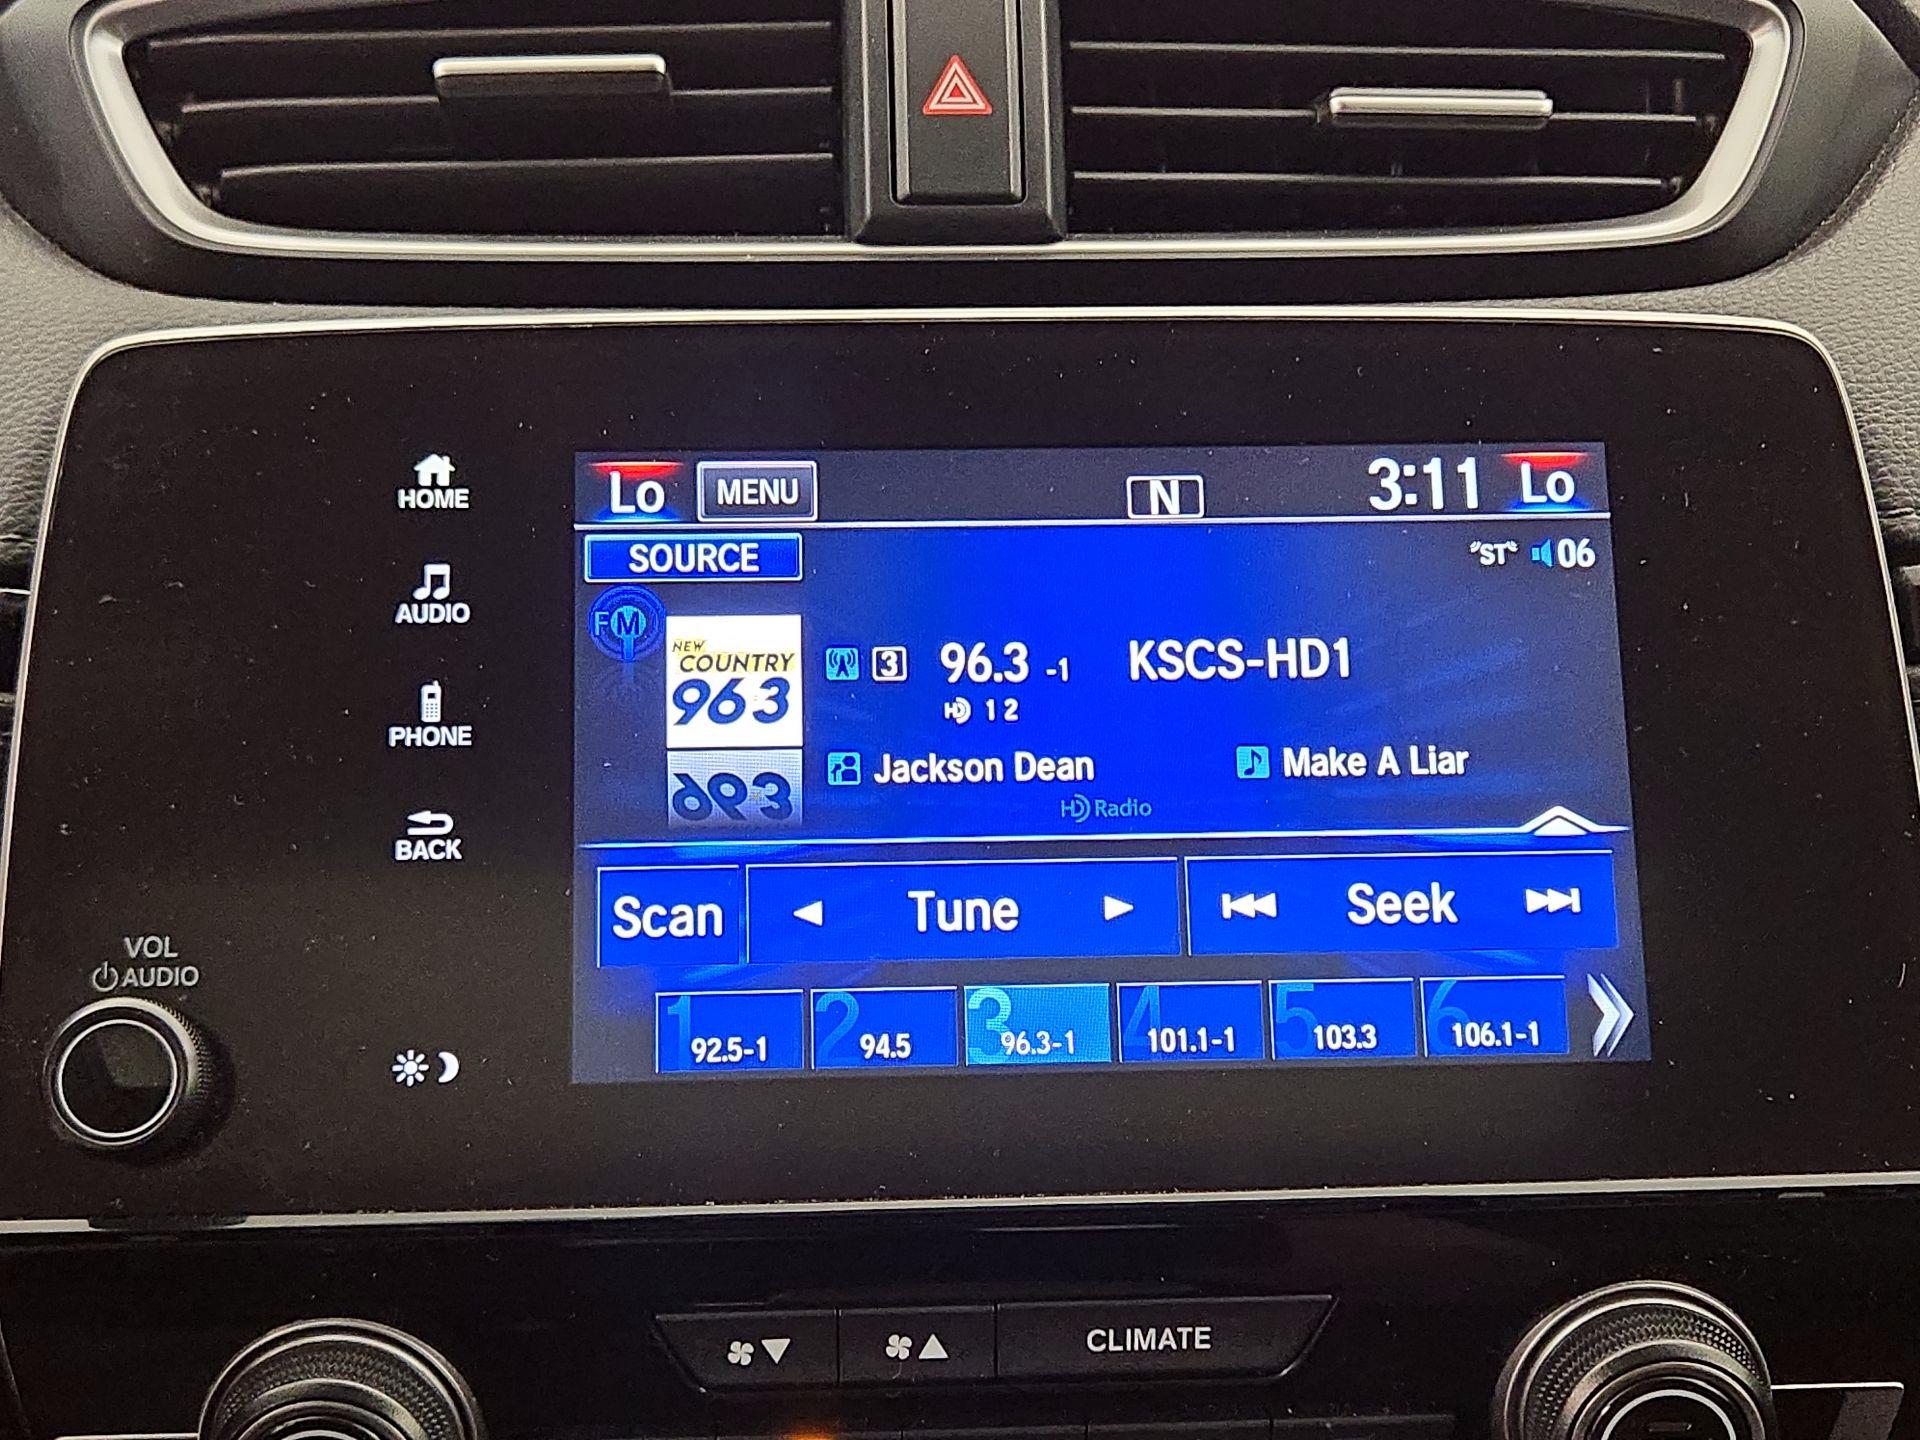 Lo MENU N 3:11 Lo
HOME
SOURCE "ST" 06
FM
NEW
COUNTRY
963
3 96.3 -1 KSCS-HD1
HD 1 2
AUDIO
PHONE
Jackson Dean Make A Liar
HD Radio
BACK
Scan Tune Seek
VOL
AUDIO
1 92.5-1 2 94.5 3 96.3-1 4 101.1-1 5 103.3 6 106.1-1
CLIMATE